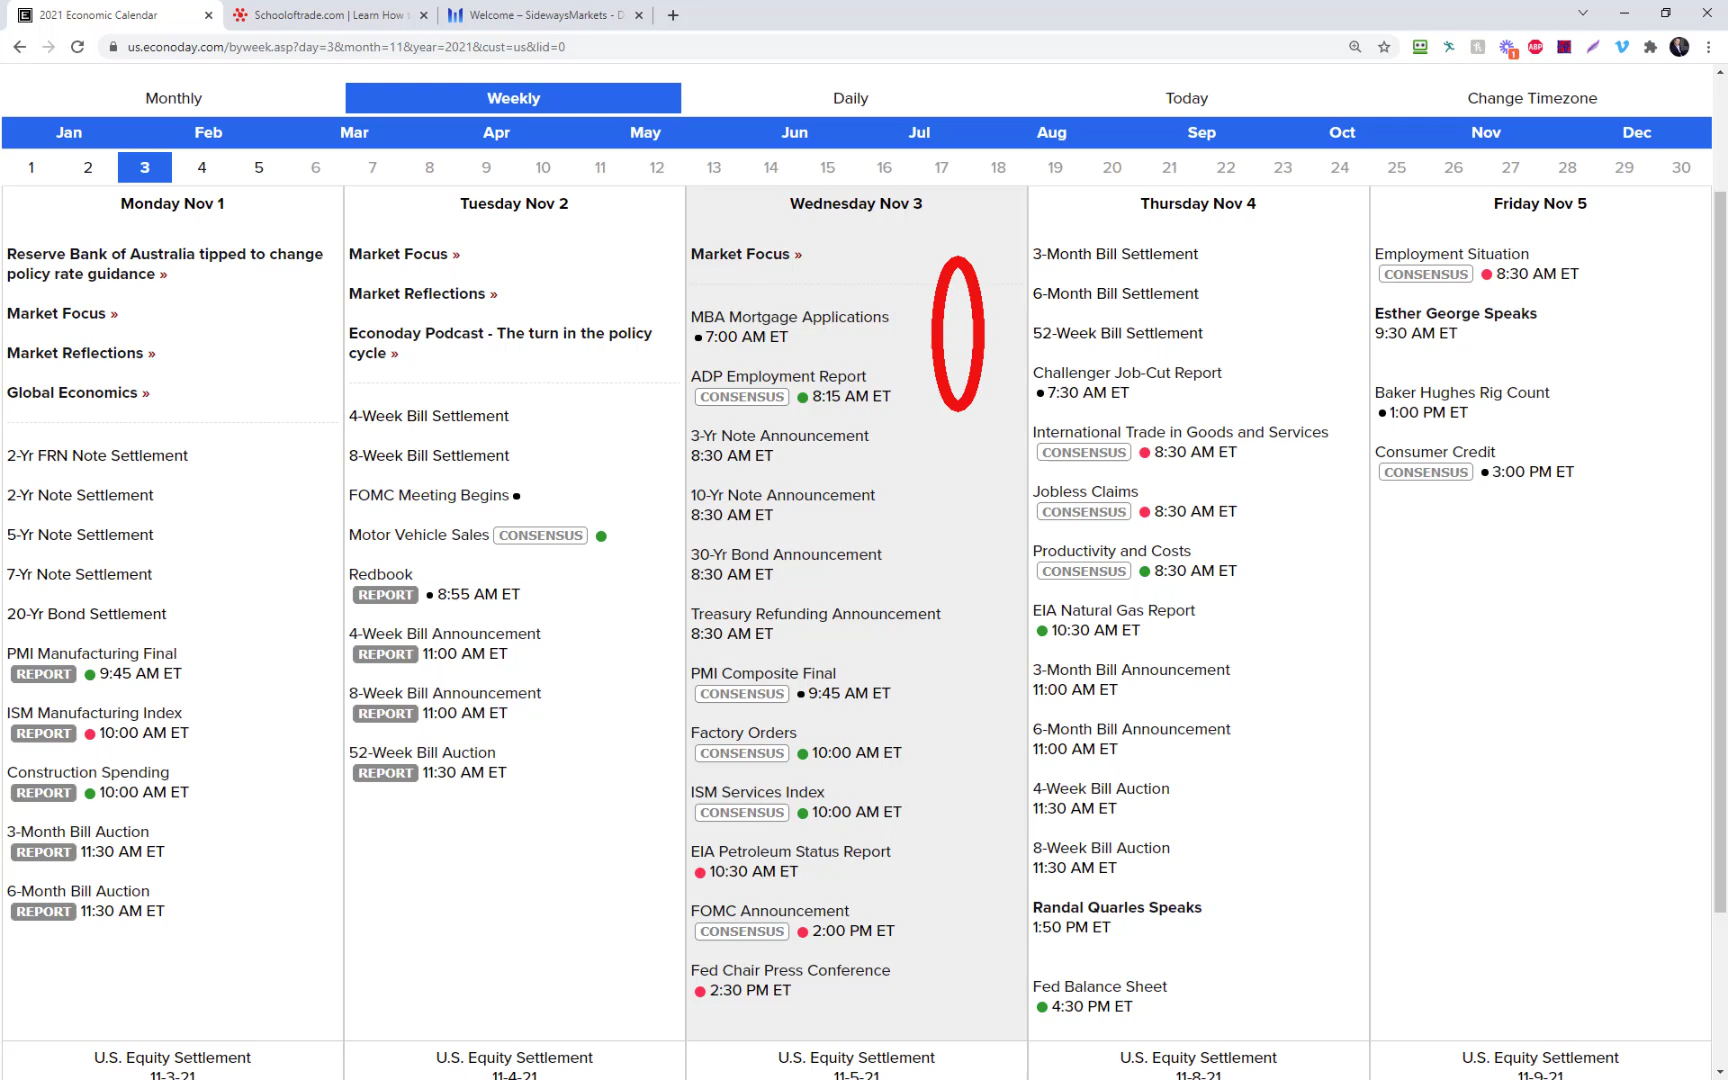 2021 Economic Calendar
Schooloftrade.com | Learn How
Welcome – SidewaysMarkets - D
us.econoday.com/byweek.asp?day=3&month=11&year=2021&cust=us&lid=0
ABP
1
Monthly Weekly Daily Today Change Timezone
Jan Feb Mar Apr May Jun Jul Aug Sep Oct Nov Dec
1 2 3 4 5 6 7 8 9 10 11 12 13 14 15 16 17 18 19 20 21 22 23 24 25 26 27 28 29 30
Monday Nov 1
Reserve Bank of Australia tipped to change
policy rate guidance »
Market Focus »
Market Reflections »
Global Economics »
2-Yr FRN Note Settlement
2-Yr Note Settlement
5-Yr Note Settlement
7-Yr Note Settlement
20-Yr Bond Settlement
PMI Manufacturing Final
REPORT 9:45 AM ET
ISM Manufacturing Index
REPORT 10:00 AM ET
Construction Spending
REPORT 10:00 AM ET
3-Month Bill Auction
REPORT 11:30 AM ET
6-Month Bill Auction
REPORT 11:30 AM ET
U.S. Equity Settlement
11-3-21
Tuesday Nov 2
Market Focus »
Market Reflections »
Econoday Podcast - The turn in the policy
cycle »
4-Week Bill Settlement
8-Week Bill Settlement
FOMC Meeting Begins
Motor Vehicle Sales CONSENSUS
Redbook
REPORT 8:55 AM ET
4-Week Bill Announcement
REPORT 11:00 AM ET
8-Week Bill Announcement
REPORT 11:00 AM ET
52-Week Bill Auction
REPORT 11:30 AM ET
U.S. Equity Settlement
11-4-21
Wednesday Nov 3
Market Focus »
MBA Mortgage Applications
7:00 AM ET
ADP Employment Report
CONSENSUS 8:15 AM ET
3-Yr Note Announcement
8:30 AM ET
10-Yr Note Announcement
8:30 AM ET
30-Yr Bond Announcement
8:30 AM ET
Treasury Refunding Announcement
8:30 AM ET
PMI Composite Final
CONSENSUS 9:45 AM ET
Factory Orders
CONSENSUS 10:00 AM ET
ISM Services Index
CONSENSUS 10:00 AM ET
EIA Petroleum Status Report
10:30 AM ET
FOMC Announcement
CONSENSUS 2:00 PM ET
Fed Chair Press Conference
2:30 PM ET
U.S. Equity Settlement
11-5-21
Thursday Nov 4
3-Month Bill Settlement
6-Month Bill Settlement
52-Week Bill Settlement
Challenger Job-Cut Report
7:30 AM ET
International Trade in Goods and Services
CONSENSUS 8:30 AM ET
Jobless Claims
CONSENSUS 8:30 AM ET
Productivity and Costs
CONSENSUS 8:30 AM ET
EIA Natural Gas Report
10:30 AM ET
3-Month Bill Announcement
11:00 AM ET
6-Month Bill Announcement
11:00 AM ET
4-Week Bill Auction
11:30 AM ET
8-Week Bill Auction
11:30 AM ET
Randal Quarles Speaks
1:50 PM ET
Fed Balance Sheet
4:30 PM ET
U.S. Equity Settlement
11-8-21
Friday Nov 5
Employment Situation
CONSENSUS 8:30 AM ET
Esther George Speaks
9:30 AM ET
Baker Hughes Rig Count
1:00 PM ET
Consumer Credit
CONSENSUS 3:00 PM ET
U.S. Equity Settlement
11-9-21